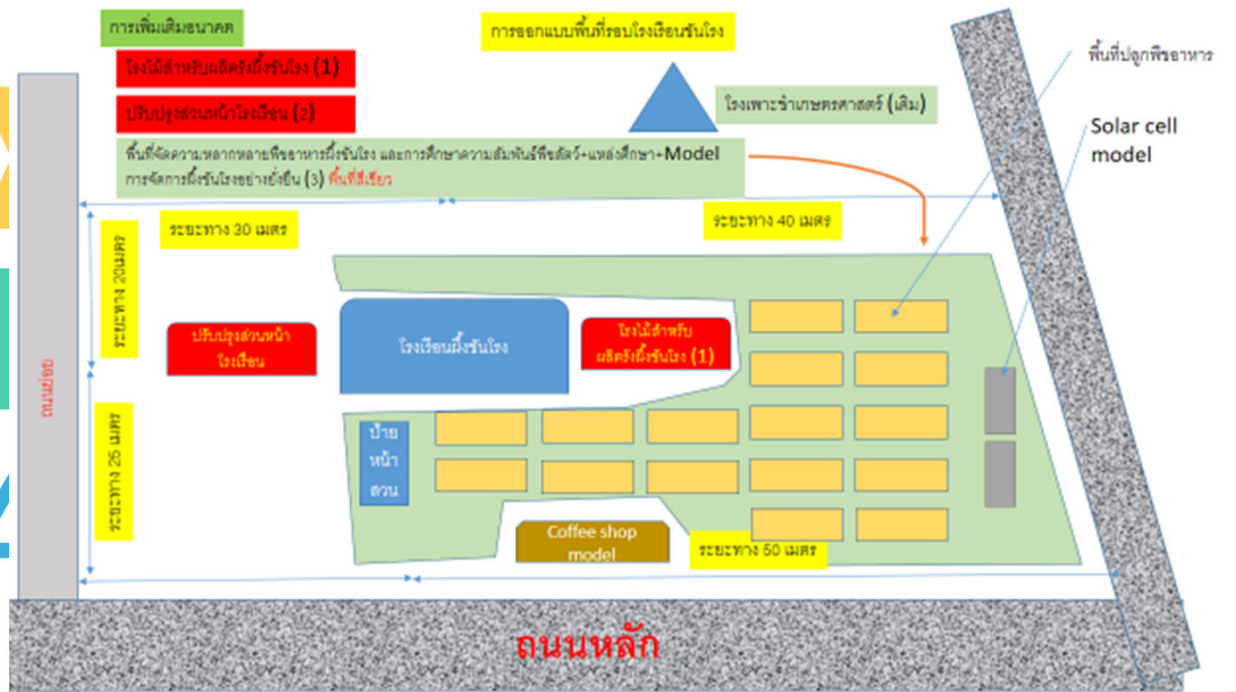 การเพิ่มเติมอนาคต
การออกแบบพื้นที่รอบโรงเรือนชันโรง
โรงไม้สำหรับผลิตรังผึ้งชันโรง (1)
ปรับปรุงส่วนหน้าโรงเรือน (2)
โรงเพาะชำเกษตรศาสตร์ (เดิม)
พื้นที่ปลูกพืชอาหาร
Solar cell
model
พื้นที่จัดความหลากหลายพืชอาหารผึ้งชันโรง และการศึกษาความสัมพันธ์พืชสัตว์+แหล่งศึกษา+Model
การจัดการผึ้งชันโรงอย่างยั่งยืน (3) พื้นที่สีเขียว
ระยะทาง 30 เมตร
ระยะทาง 40 เมตร
ระยะทาง 20เมตร
ปรับปรุงส่วนหน้า
โรงเรือน
โรงเรือนผึ้งชันโรง
โรงไม้สำหรับ
ผลิตรังผึ้งชันโรง (1)
ถนนย่อย
ระยะทาง 25 เมตร
ป้าย
หน้า
สวน
Coffee shop
model
ระยะทาง 50 เมตร
ถนนหลัก